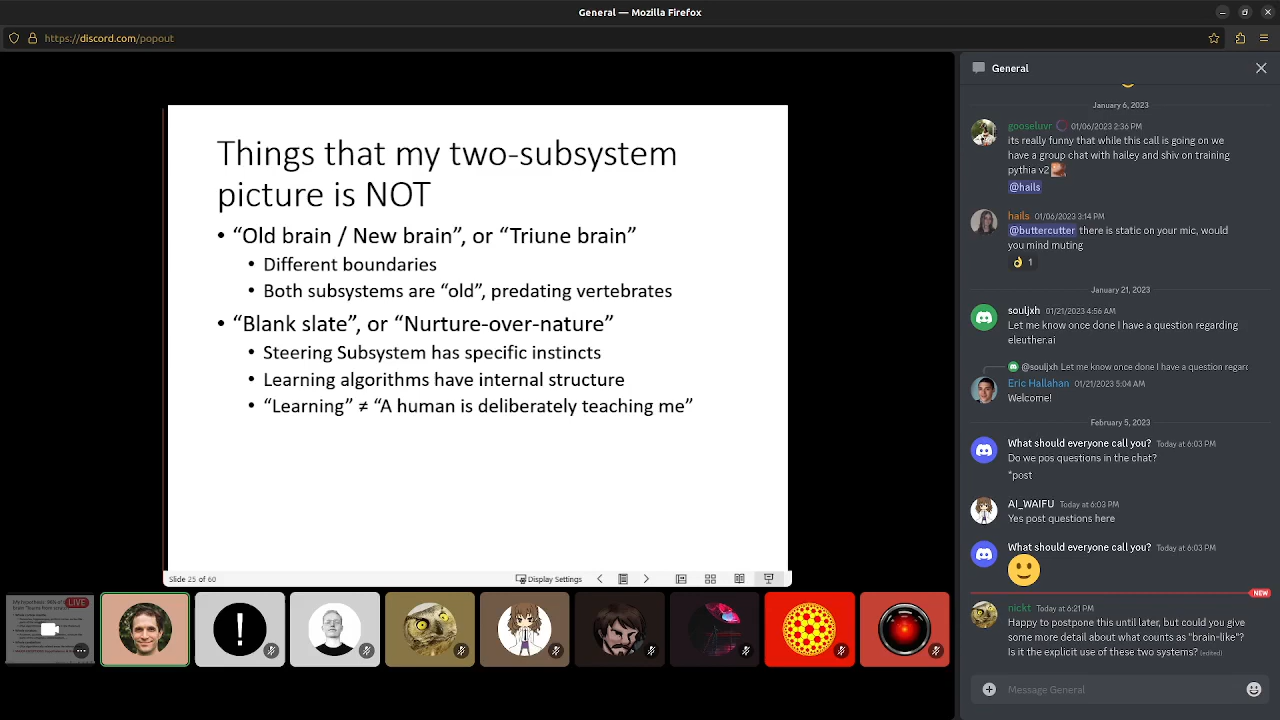 General — Mozilla Firefox
https://discord.com/popout
Things that my two-subsystem
picture is NOT
• “Old brain / New brain”, or “Triune brain”
• Different boundaries
• Both subsystems are “old”, predating vertebrates
• “Blank slate”, or “Nurture-over-nature”
• Steering Subsystem has specific instincts
• Learning algorithms have internal structure
• “Learning” ≠ “A human is deliberately teaching me”
Slide 25 of 60
Display Settings
LIVE
!
General
January 6, 2023
gooseluvr 01/06/2023 2:36 PM
its really funny that while this call is going on we
have a group chat with hailey and shiv on training
pythia v2
@hails
hails 01/06/2023 3:14 PM
@buttercutter there is static on your mic, would
you mind muting
👌 1
January 21, 2023
souljxh 01/21/2023 4:56 AM
Let me know once done I have a question regarding
eleuther.ai
@souljxh Let me know once done I have a question regarc
Eric Hallahan 01/21/2023 5:04 AM
Welcome!
February 5, 2023
What should everyone call you? Today at 6:03 PM
Do we pos questions in the chat?
*post
AI_WAIFU Today at 6:03 PM
Yes post questions here
What should everyone call you? Today at 6:03 PM
NEW
nickt Today at 6:21 PM
Happy to postpone this until later, but could you give
some more detail about what counts as brain-like"?
Is it the explicit use of these two systems? (edited)
Message General